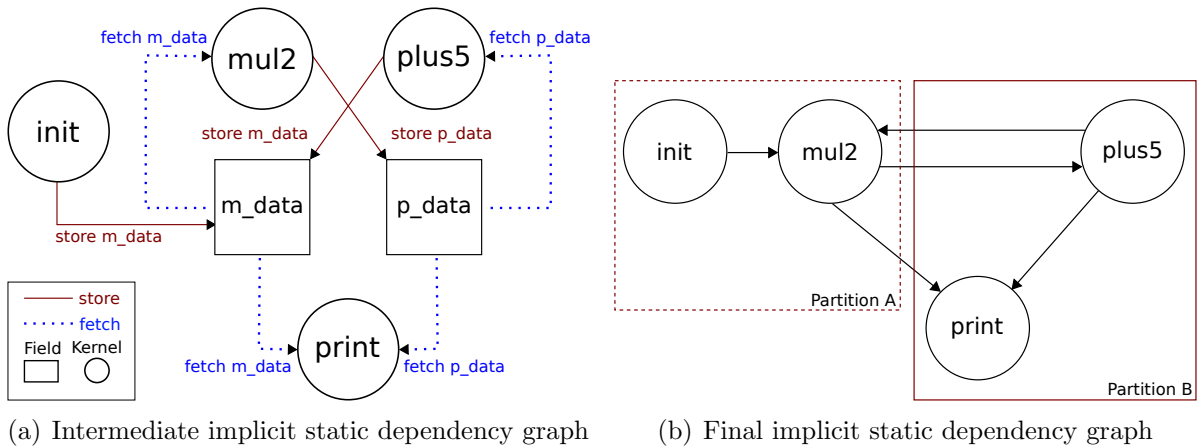 fetch m_data
mul2
plus5
fetch p_data
init
store m_data
store p_data
m_data
p_data
store m_data
store
fetch
Field
Kernel
print
fetch m_data
fetch p_data
(a) Intermediate implicit static dependency graph
init
mul2
plus5
print
Partition A
Partition B
(b) Final implicit static dependency graph